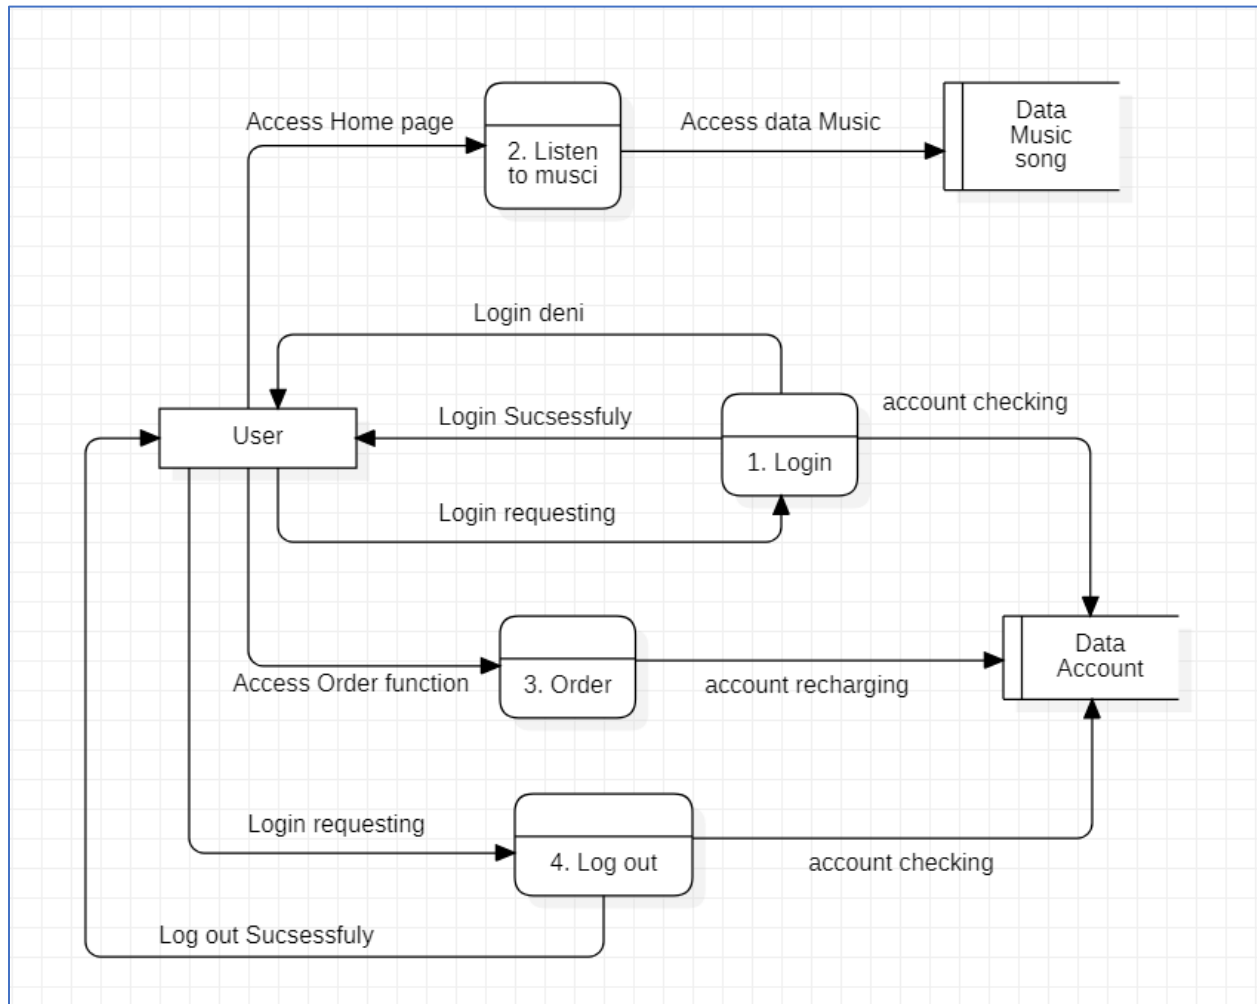 Access Home page
2. Listen
to musci
Access data Music
Data
Music
song
Login deni
User
Login Sucsessfuly
1. Login
account checking
Login requesting
Access Order function
3. Order
account recharging
Data
Account
Login requesting
4. Log out
account checking
Log out Sucsessfuly